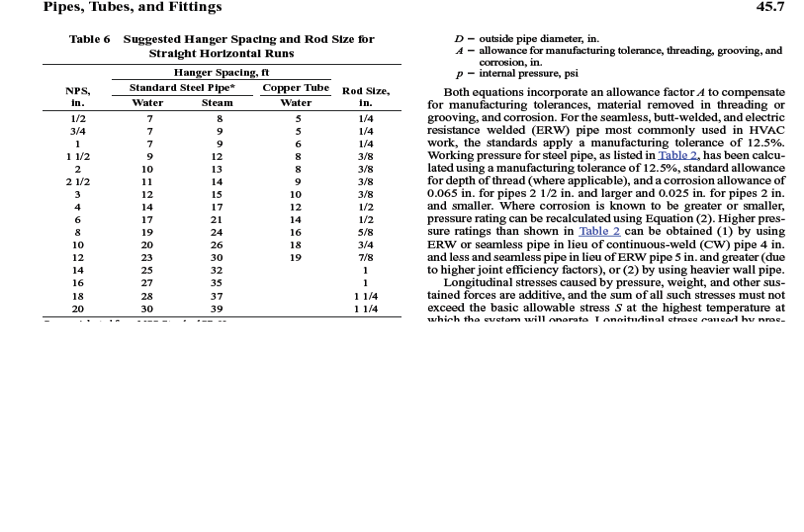 Pipes, Tubes, and Fittings 45.7
Table 6 Suggested Hanger Spacing and Rod Size for
Straight Horizontal Runs
Hanger Spacing, ft
NPS, Standard Steel Pipe* Copper Tube Rod Size,
in. Water Steam Water in.
1/2 7 8 5 1/4
3/4 7 9 5 1/4
1 7 9 6 1/4
1 1/2 9 12 8 3/8
2 10 13 8 3/8
2 1/2 11 14 9 3/8
3 12 15 10 3/8
4 14 17 12 1/2
6 17 21 14 1/2
8 19 24 16 5/8
10 20 26 18 3/4
12 23 30 19 7/8
14 25 32 1
16 27 35 1
18 28 37 1 1/4
20 30 39 1 1/4
D = outside pipe diameter, in.
A = allowance for manufacturing tolerance, threading, grooving, and
corrosion, in.
p = internal pressure, psi
Both equations incorporate an allowance factor A to compensate
for manufacturing tolerances, material removed in threading or
grooving, and corrosion. For the seamless, butt-welded, and electric
resistance welded (ERW) pipe most commonly used in HVAC
work, the standards apply a manufacturing tolerance of 12.5%.
Working pressure for steel pipe, as listed in Table 2, has been calcu-
lated using a manufacturing tolerance of 12.5%, standard allowance
for depth of thread (where applicable), and a corrosion allowance of
0.065 in. for pipes 2 1/2 in. and larger and 0.025 in. for pipes 2 in.
and smaller. Where corrosion is known to be greater or smaller,
pressure rating can be recalculated using Equation (2). Higher pres-
sure ratings than shown in Table 2 can be obtained (1) by using
ERW or seamless pipe in lieu of continuous-weld (CW) pipe 4 in.
and less and seamless pipe in lieu of ERW pipe 5 in. and greater (due
to higher joint efficiency factors), or (2) by using heavier wall pipe.
Longitudinal stresses caused by pressure, weight, and other sus-
tained forces are additive, and the sum of all such stresses must not
exceed the basic allowable stress S at the highest temperature at
which the system will operate. Longitudinal stress caused by pres-